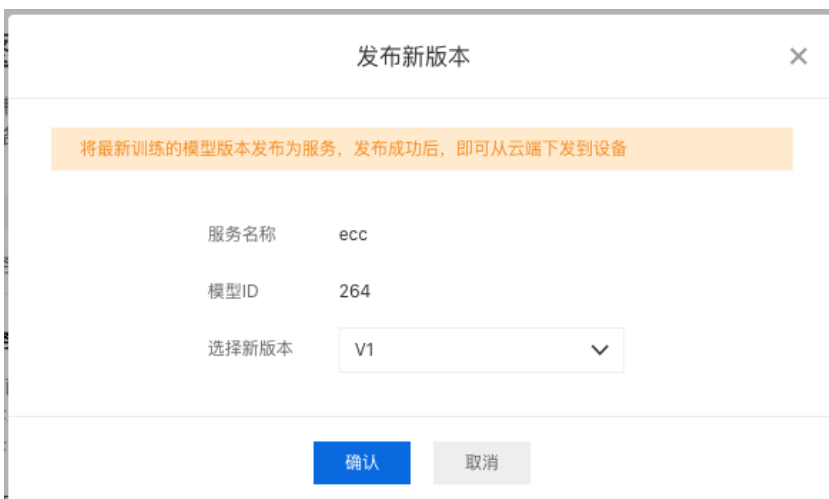 发布新版本
将最新训练的模型版本发布为服务，发布成功后，即可从云端下发到设备
服务名称 ecc
模型ID 264
选择新版本 V1
确认 取消